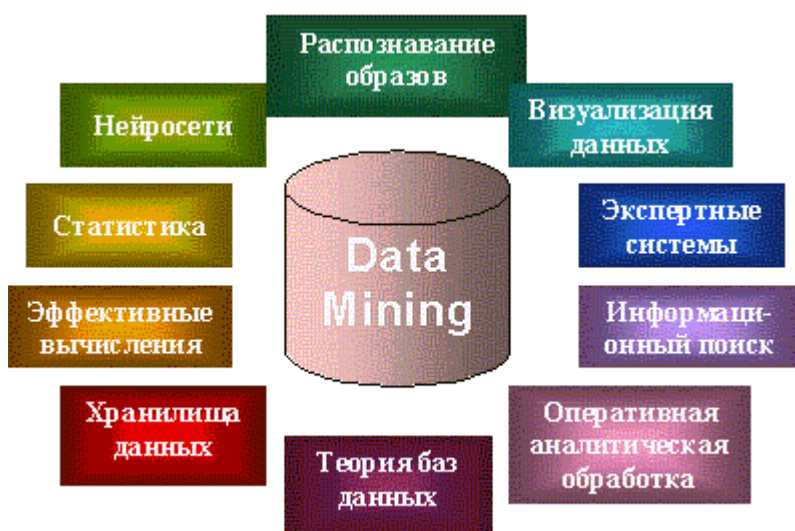 Распознавание
образов
Нейросети
Визуализация
данных
Статистика
Data
Mining
Экспертные
системы
Эффективные
вычисления
Информаци-
онный поиск
Хранилища
данных
Теория баз
данных
Оперативная
аналитическая
обработка